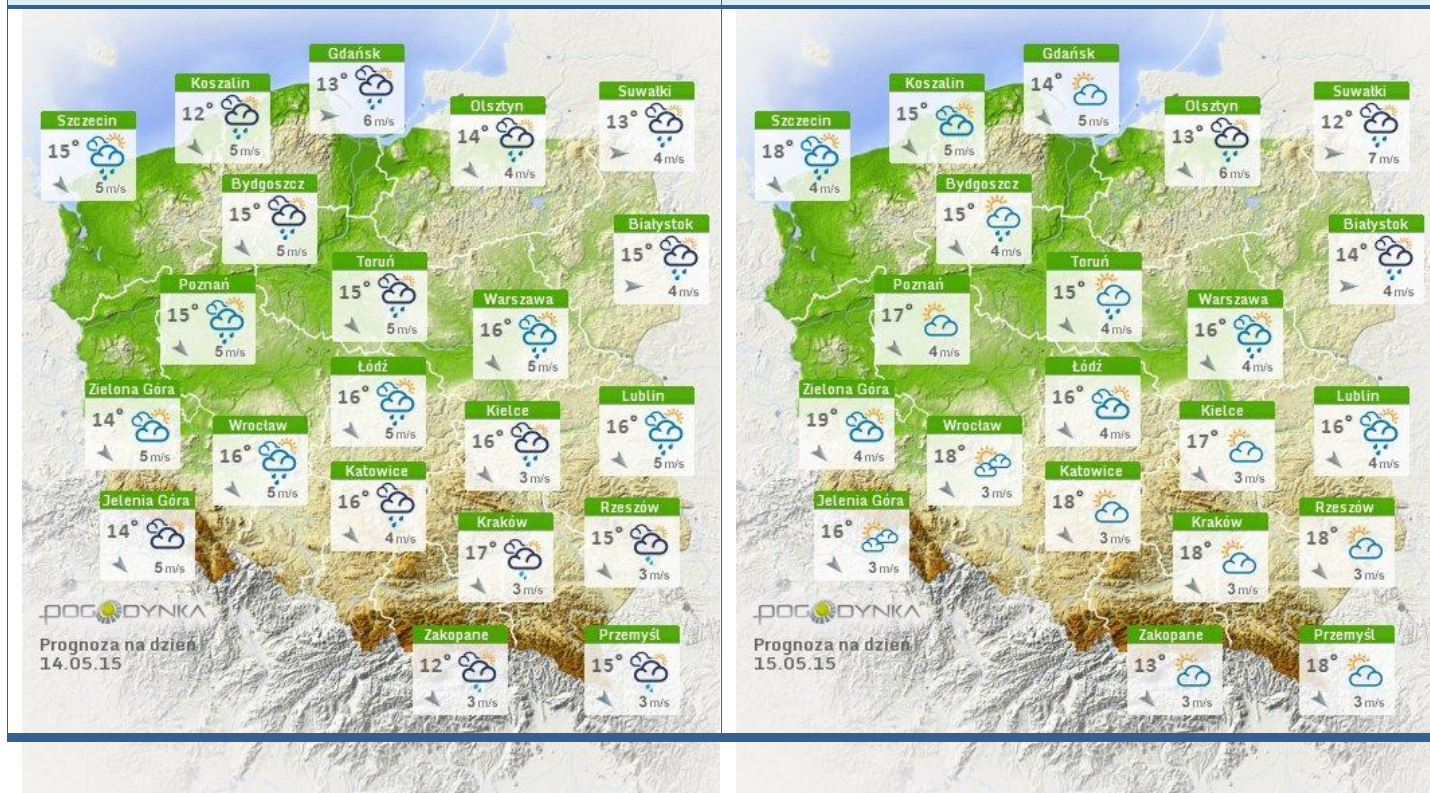 Gdańsk
13°
6 m/s
Koszalin
12°
5 m/s
Suwałki
13°
4 m/s
Olsztyn
14°
4 m/s
Szczecin
15°
5 m/s
Bydgoszcz
15°
5 m/s
Białystok
15°
4 m/s
Toruń
15°
5 m/s
Poznań
15°
5 m/s
Warszawa
16°
5 m/s
Łódź
16°
5 m/s
Zielona Góra
14°
5 m/s
Lublin
16°
5 m/s
Kielce
16°
3 m/s
Wrocław
16°
5 m/s
Katowice
16°
4 m/s
Jelenia Góra
14°
5 m/s
Rzeszów
15°
3 m/s
Kraków
17°
3 m/s
POGODYNKA
Zakopane
12°
3 m/s
Przemyśl
15°
3 m/s
Prognoza na dzień
14.05.15
Gdańsk
14°
5 m/s
Koszalin
15°
5 m/s
Suwałki
12°
7 m/s
Olsztyn
13°
6 m/s
Szczecin
18°
4 m/s
Bydgoszcz
15°
4 m/s
Białystok
14°
4 m/s
Toruń
15°
4 m/s
Poznań
17°
4 m/s
Warszawa
16°
4 m/s
Łódź
16°
4 m/s
Zielona Góra
19°
4 m/s
Lublin
16°
4 m/s
Kielce
17°
3 m/s
Wrocław
18°
3 m/s
Katowice
18°
3 m/s
Jelenia Góra
16°
3 m/s
Rzeszów
18°
3 m/s
Kraków
18°
3 m/s
POGODYNKA
Zakopane
13°
3 m/s
Przemyśl
18°
3 m/s
Prognoza na dzień
15.05.15